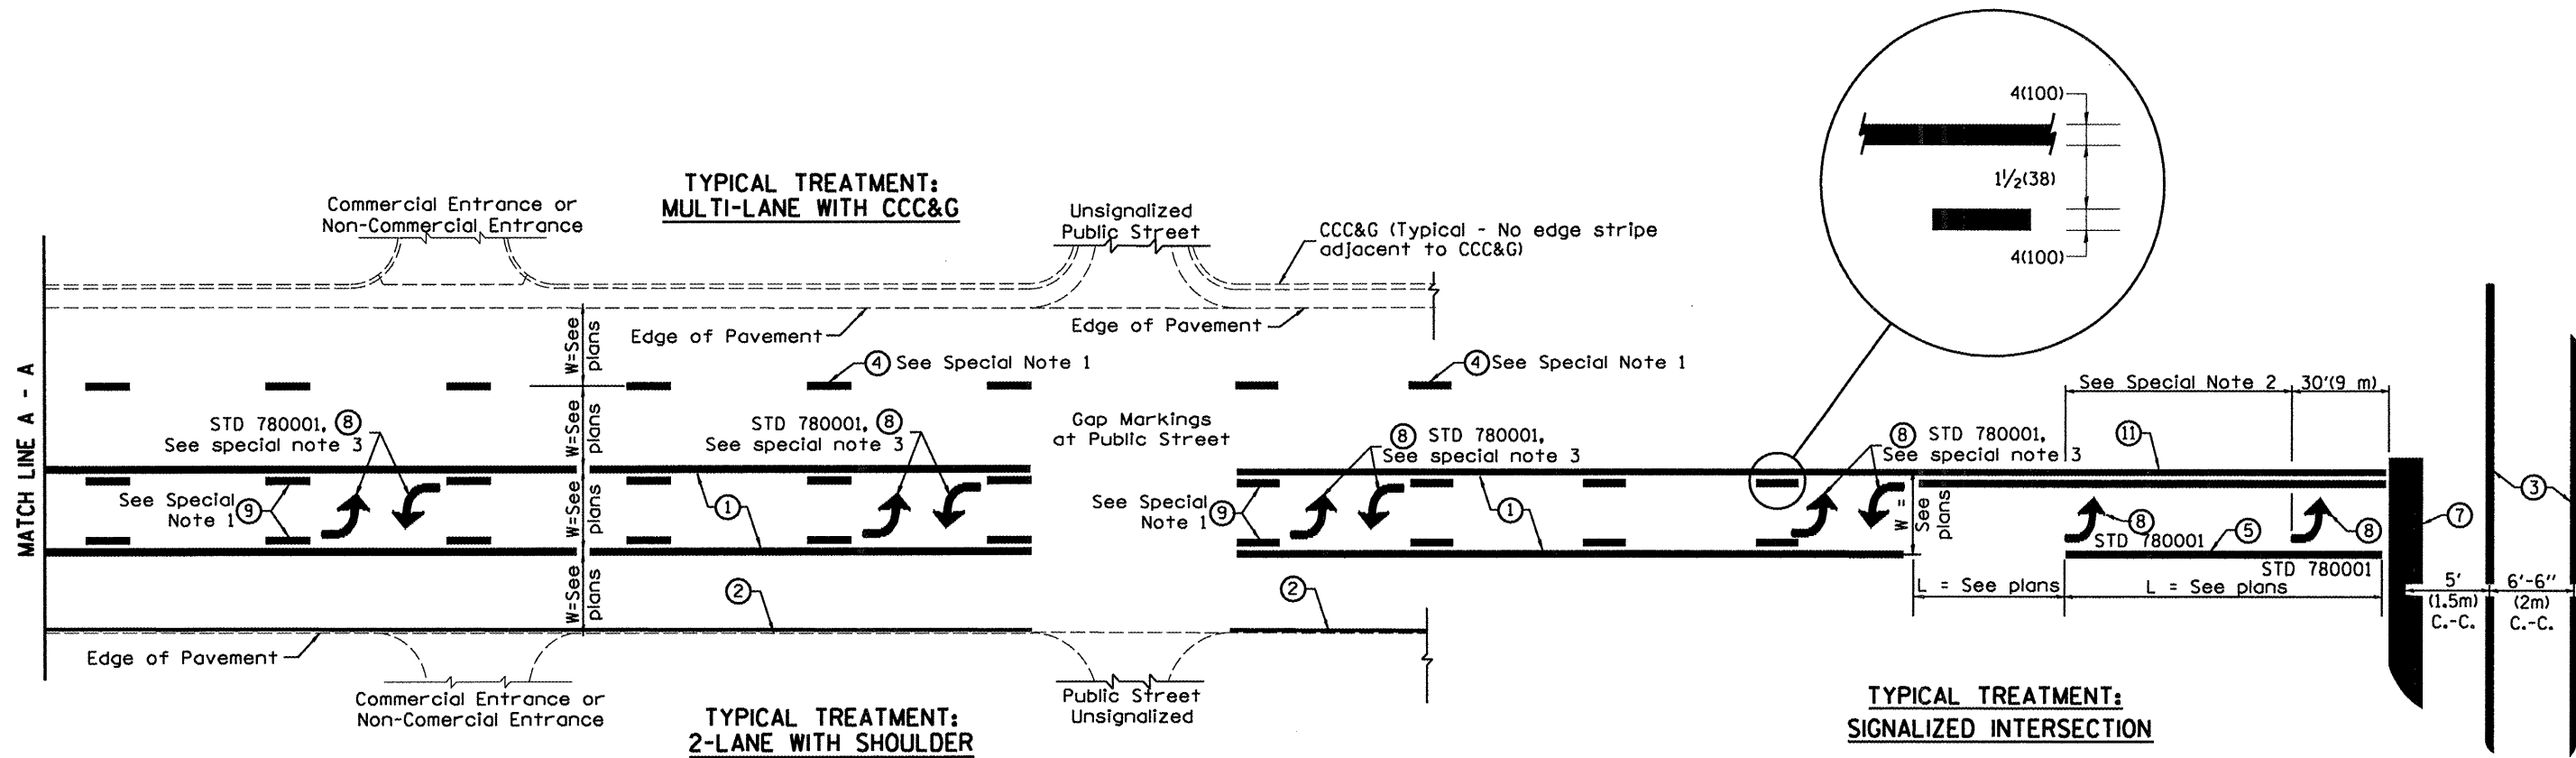 4(100)
1 1/2(38)
4(100)
TYPICAL TREATMENT:
MULTI-LANE WITH CCC&G
Commercial Entrance or
Non-Commercial Entrance
Unsignalized
Public Street
CCC&G (Typical - No edge stripe
adjacent to CCC&G)
Edge of Pavement
Edge of Pavement
MATCH LINE A - A
W=See
plans
4 See Special Note 1
4 See Special Note 1
See Special Note 2
30'(9 m)
STD 780001, 8
See special note 3
W=See
plans
STD 780001, 8
See special note 3
Gap Markings
at Public Street
8 STD 780001,
See special note 3
8 STD 780001,
See special note 3
11
See Special
Note 1 9
W=See
plans
1
See Special
Note 1 9
1
W =
See
plans
8
STD 780001
5
8
7
3
STD 780001
W=See
plans
2
2
L = See plans
L = See plans
5'
(1.5m)
C.-C.
6'-6"
(2m)
C.-C.
Edge of Pavement
Commercial Entrance or
Non-Comercial Entrance
Public Street
Unsignalized
TYPICAL TREATMENT:
2-LANE WITH SHOULDER
TYPICAL TREATMENT:
SIGNALIZED INTERSECTION